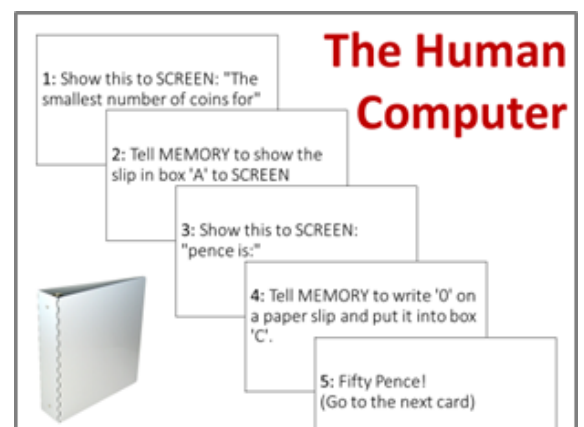 The Human
Computer
1: Show this to SCREEN: "The
smallest number of coins for"
2: Tell MEMORY to show the
slip in box 'A' to SCREEN
3: Show this to SCREEN:
"pence is:"
4: Tell MEMORY to write '0' on
a paper slip and put it into box
'C'.
5: Fifty Pence!
(Go to the next card)